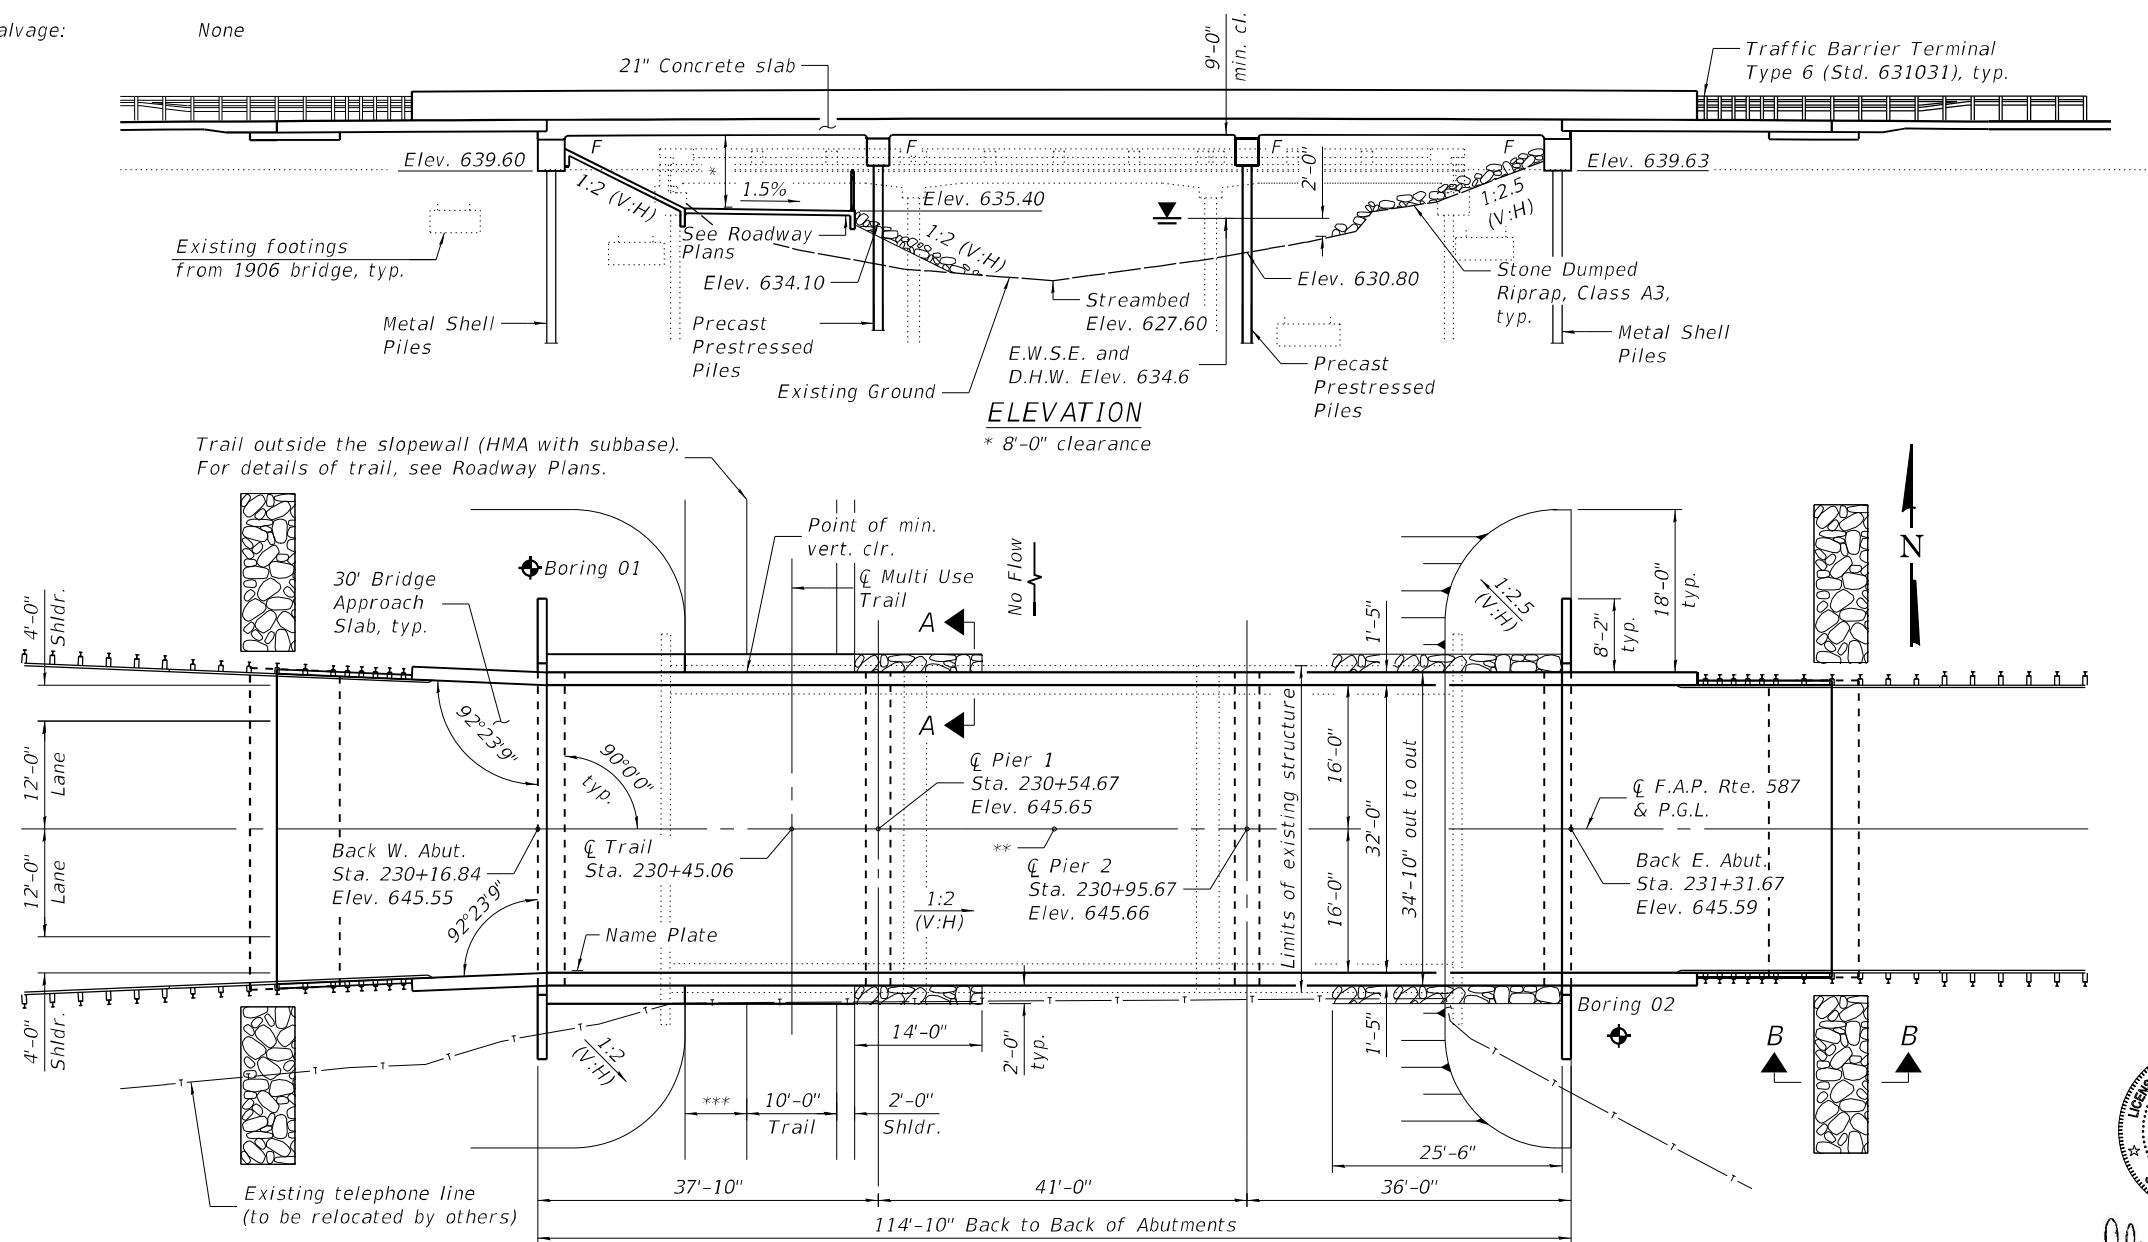 alvage: None
21" Concrete slab
9'-0"
min. cl.
Traffic Barrier Terminal
Type 6 (Std. 631031), typ.
Elev. 639.60
F
F
F
Elev. 639.63
*
1.5%
2'-0"
1:2 (V:H)
Elev. 635.40
1:2.5
(V:H)
Existing footings
from 1906 bridge, typ.
See Roadway
Plans
1:2 (V:H)
Elev. 634.10
Elev. 630.80
Stone Dumped
Riprap, Class A3,
typ.
Streambed
Elev. 627.60
Metal Shell
Piles
Precast
Prestressed
Piles
Metal Shell
Piles
E.W.S.E. and
D.H.W. Elev. 634.6
Precast
Prestressed
Piles
Existing Ground
ELEVATION
* 8'-0" clearance
Trail outside the slopewall (HMA with subbase).
For details of trail, see Roadway Plans.
Point of min.
vert. clr.
Boring 01
℄ Multi Use
Trail
No Flow
30' Bridge
Approach
Slab, typ.
N
1:2.5
(V:H)
18'-0"
typ.
8'-2"
typ.
4'-0"
Shldr.
A
1'-5"
A
92°23'9"
90°0'0"
typ.
12'-0"
Lane
℄ Pier 1
Sta. 230+54.67
Elev. 645.65
Limits of existing structure
16'-0"
32'-0"
34'-10" out to out
℄ F.A.P. Rte. 587
& P.G.L.
Back W. Abut.
Sta. 230+16.84
Elev. 645.55
℄ Trail
Sta. 230+45.06
**
℄ Pier 2
Sta. 230+95.67
Elev. 645.66
Back E. Abut.
Sta. 231+31.67
Elev. 645.59
12'-0"
Lane
92°23'9"
1:2
(V:H)
16'-0"
Name Plate
4'-0"
Shldr.
1:2
(V:H)
14'-0"
2'-0"
typ.
1'-5"
Boring 02
B
B
***
10'-0"
Trail
2'-0"
Shldr.
LICENS
25'-6"
Existing telephone line
(to be relocated by others)
37'-10"
41'-0"
36'-0"
114'-10" Back to Back of Abutments